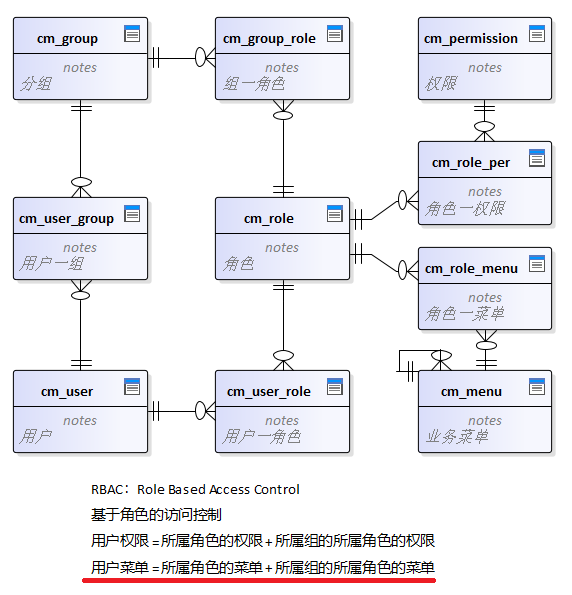 cm_group
notes
分组
cm_group_role
notes
组—角色
cm_permission
notes
权限
cm_role_per
notes
角色—权限
cm_user_group
notes
用户—组
cm_role
notes
角色
cm_role_menu
notes
角色—菜单
cm_user
notes
用户
cm_user_role
notes
用户—角色
cm_menu
notes
业务菜单
RBAC：Role Based Access Control
基于角色的访问控制
用户权限 = 所属角色的权限 + 所属组的所属角色的权限
用户菜单 = 所属角色的菜单 + 所属组的所属角色的菜单